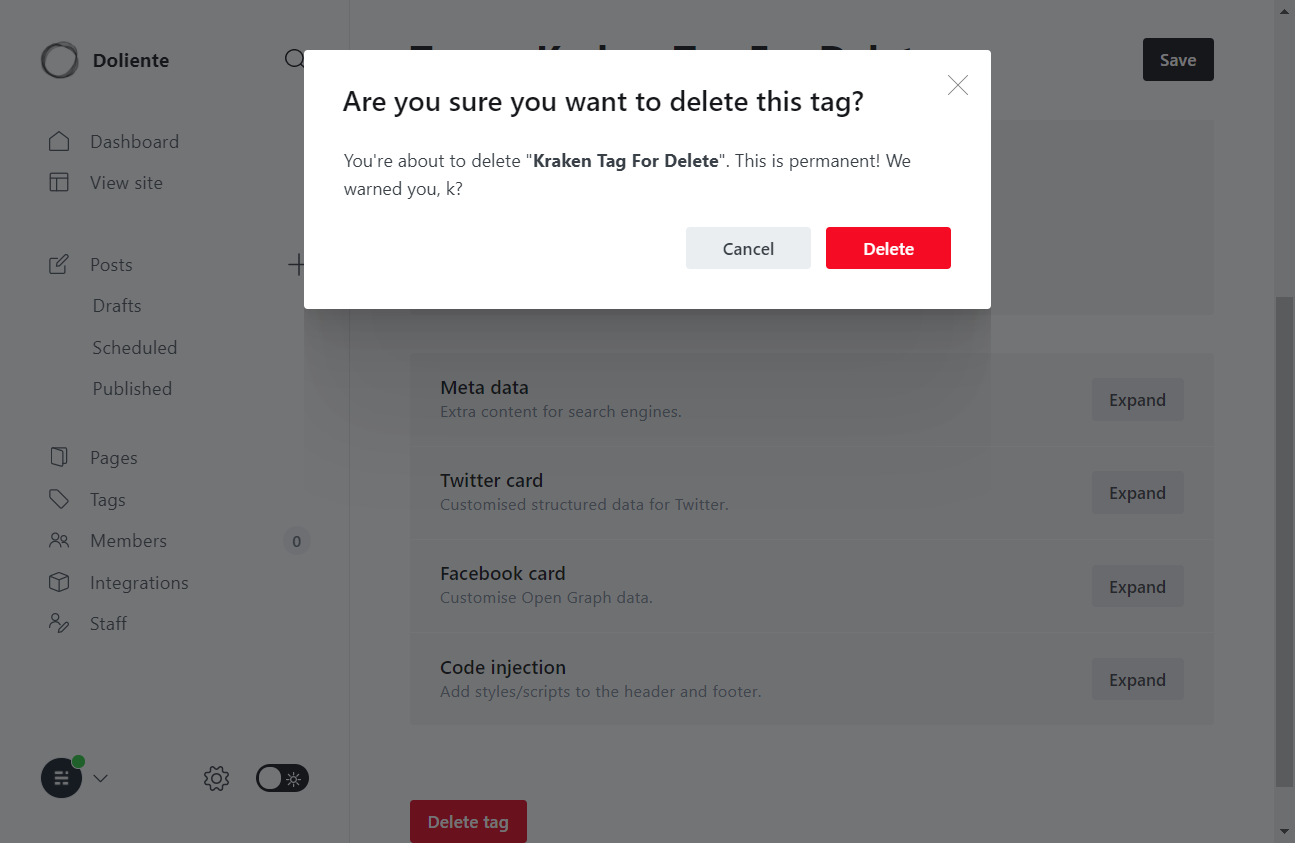 Doliente
Dashboard
View site
Posts
Drafts
Scheduled
Published
Pages
Tags
Members
0
Integrations
Staff
Save
Are you sure you want to delete this tag?
You're about to delete "Kraken Tag For Delete". This is permanent! We
warned you, k?
Cancel
Delete
Meta data
Extra content for search engines.
Expand
Twitter card
Customised structured data for Twitter.
Expand
Facebook card
Customise Open Graph data.
Expand
Code injection
Add styles/scripts to the header and footer.
Expand
Delete tag